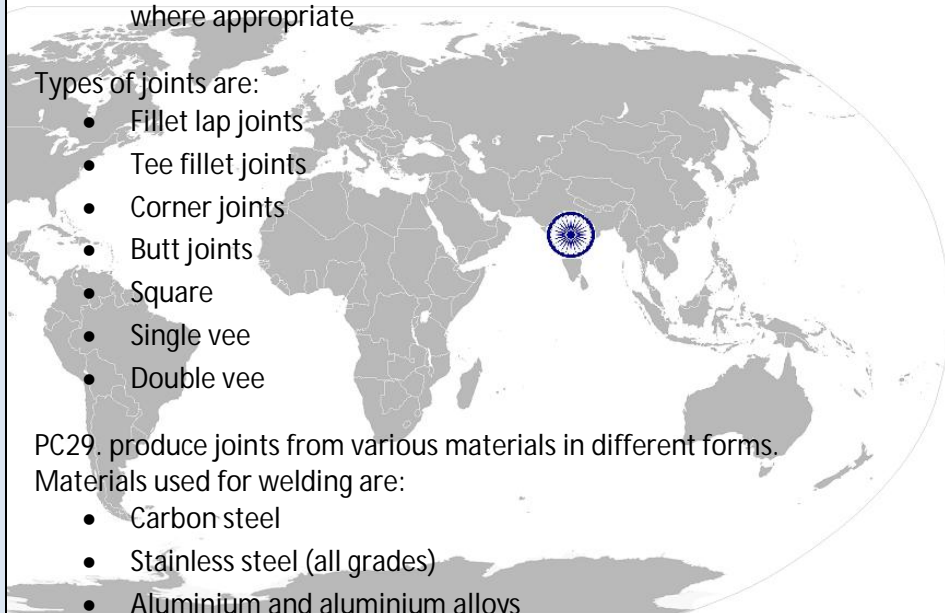 where appropriate
Types of joints are:
• Fillet lap joints
• Tee fillet joints
• Corner joints
• Butt joints
• Square
• Single vee
• Double vee
PC29. produce joints from various materials in different forms.
Materials used for welding are:
• Carbon steel
• Stainless steel (all grades)
• Aluminium and aluminium alloys